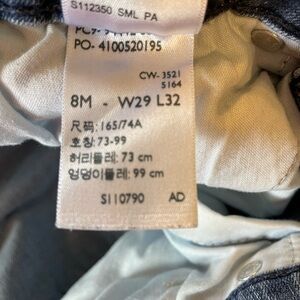 S112350 SML PA
PO- 4100520195
CW-3521
5164
8M - W29 L32
尺码: 165/74A
호칭: 73-99
허리둘레: 73 cm
엉덩이둘레: 99 cm
S110790 AD